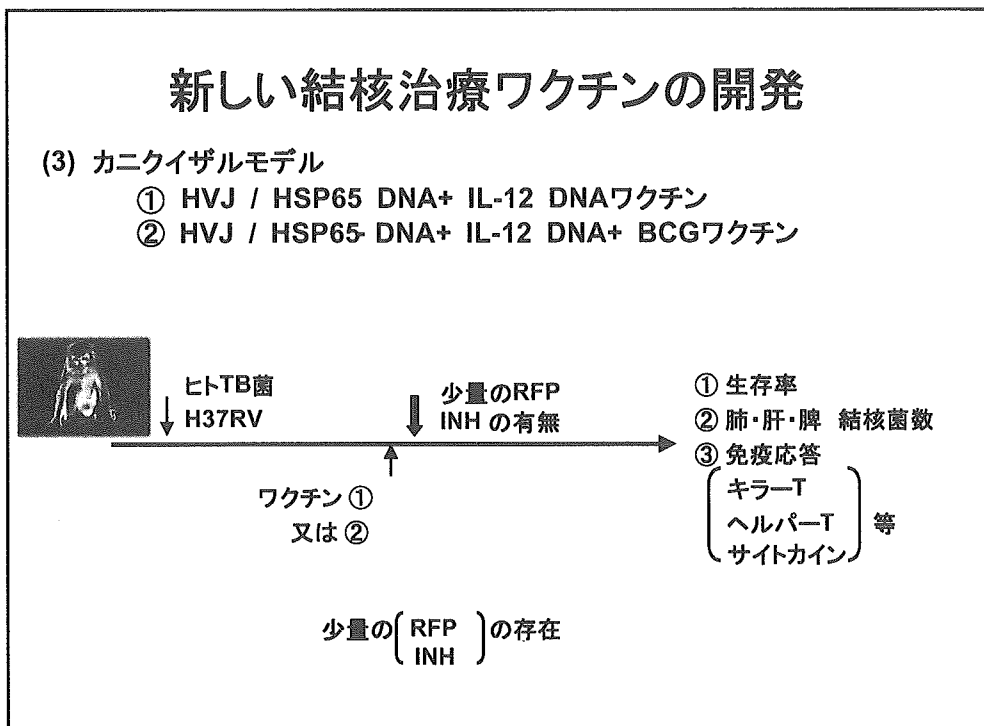 新しい結核治療ワクチンの開発
(3) カニクイザルモデル
① HVJ / HSP65 DNA+ IL-12 DNAワクチン
② HVJ / HSP65- DNA+ IL-12 DNA+ BCGワクチン
ヒトTB菌
H37RV
少量のRFP
INH の有無
ワクチン ①
又は ②
① 生存率
② 肺・肝・脾 結核菌数
③ 免疫応答
キラーT
ヘルパーT 等
サイトカイン
少量の RFP の存在
INH